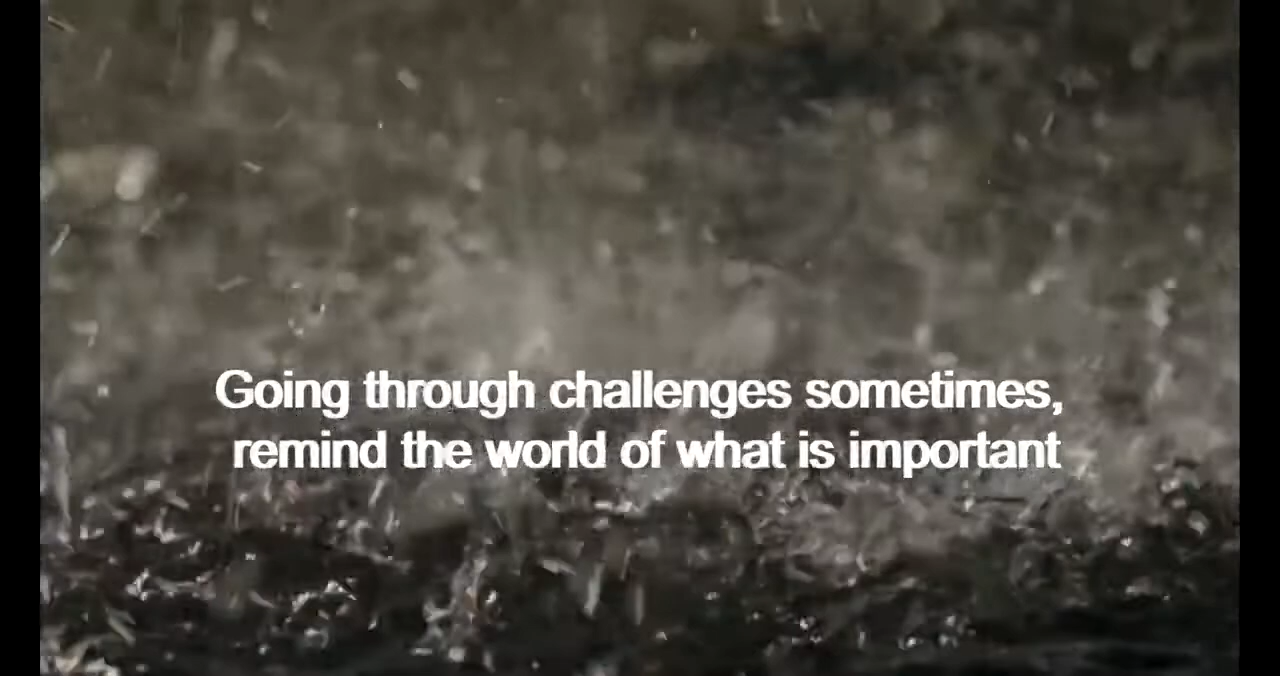 Going through challenges sometimes,
remind the world of what is important